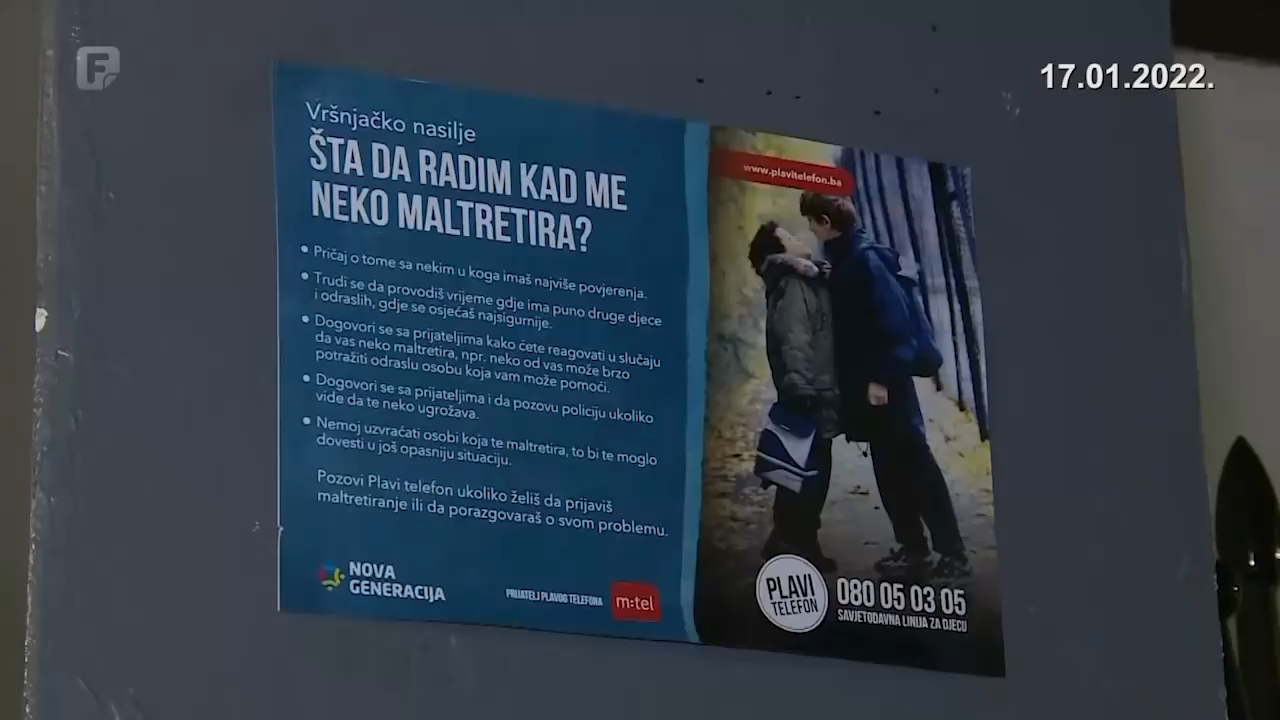 F
17.01.2022.
Vršnjačko nasilje
ŠTA DA RADIM KAD ME
NEKO MALTRETIRA?
• Pričaj o tome sa nekim u koga imaš najviše povjerenja.
• Trudi se da provodiš vrijeme gdje ima puno druge djece
i odraslih, gdje se osjećaš najsigurnije.
• Dogovori se sa prijateljima kako ćete reagovati u slučaju
da vas neko maltretira, npr. neko od vas može brzo
potražiti odraslu osobu koja vam može pomoći.
• Dogovori se sa prijateljima i da pozovu policiju ukoliko
vide da te neko ugrožava.
• Nemoj uzvraćati osobi koja te maltretira, to bi te moglo
dovesti u još opasniju situaciju.
Pozovi Plavi telefon ukoliko želiš da prijaviš
maltretiranje ili da porazgovaraš o svom problemu.
NOVA
GENERACIJA
PRIJATELJ PLAVOG TELEFONA
m:tel
www.plavitelefon.ba
PLAVI
TELEFON
080 05 03 05
SAVJETODAVNA LINIJA ZA DJECU